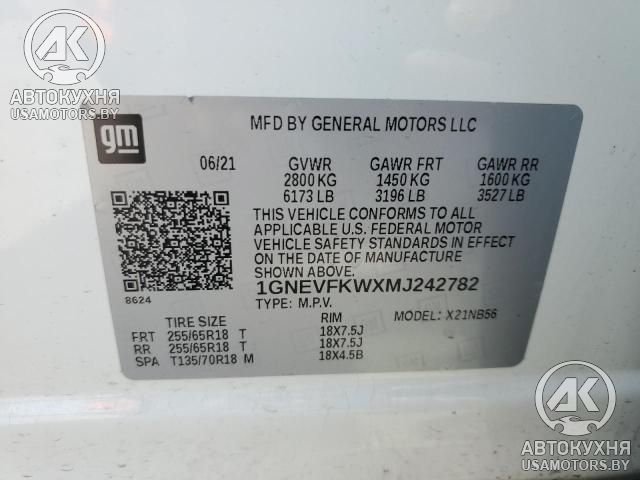 АК
АВТОКУХНЯ
USAMOTORS.BY
gm
MFD BY GENERAL MOTORS LLC
06/21 GVWR GAWR FRT GAWR RR
2800 KG 1450 KG 1600 KG
6173 LB 3196 LB 3527 LB
THIS VEHICLE CONFORMS TO ALL
APPLICABLE U.S. FEDERAL MOTOR
VEHICLE SAFETY STANDARDS IN EFFECT
ON THE DATE OF MANUFACTURE
SHOWN ABOVE.
1GNEVFKWXMJ242782
8624
TYPE: M.P.V. MODEL: X21NB56
TIRE SIZE RIM
FRT 255/65R18 T 18X7.5J
RR 255/65R18 T 18X7.5J
SPA T135/70R18 M 18X4.5B
АК
АВТОКУХНЯ
USAMOTORS.BY